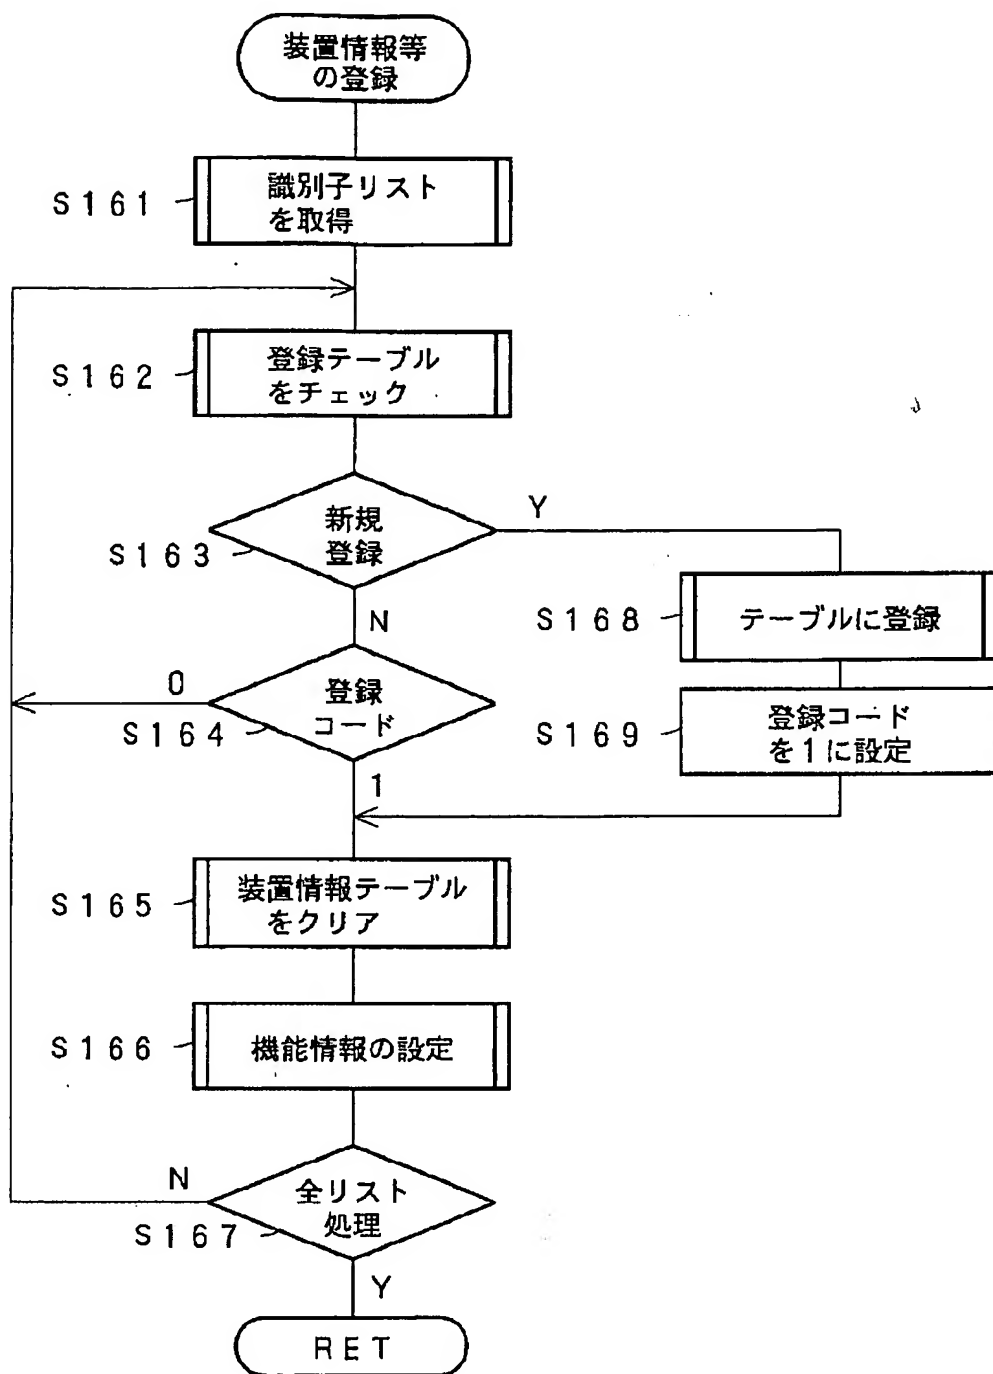 装置情報等
の登録
S161
識別子リスト
を取得
S162
登録テーブル
をチェック
S163
新規
登録
Y
N
S168
テーブルに登録
S169
登録コード
を1に設定
0
S164
登録
コード
1
S165
装置情報テーブル
をクリア
S166
機能情報の設定
N
S167
全リスト
処理
Y
RET